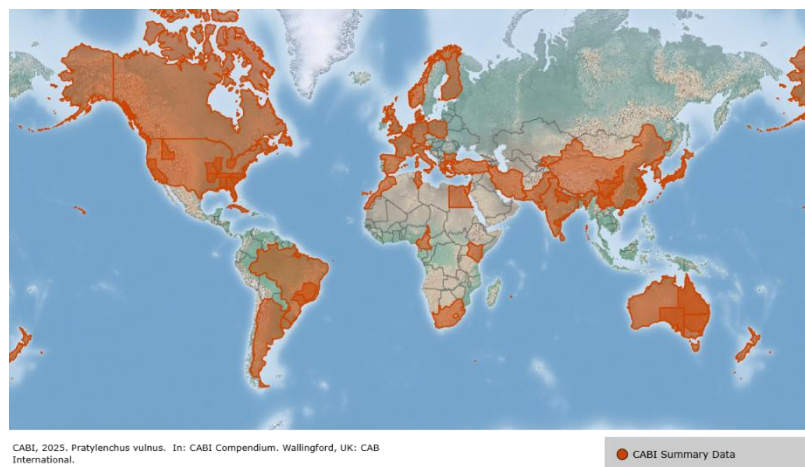 CABI, 2025. Pratylenchus vulnus.  In: CABI Compendium. Wallingford, UK: CAB
International.
CABI Summary Data